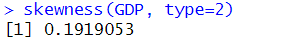 > skewness(GDP, type=2)
[1] 0.1919053